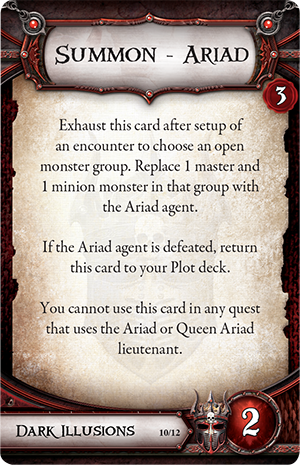 Summon - Ariad
3
Exhaust this card after setup of
an encounter to choose an open
monster group. Replace 1 master and
1 minion monster in that group with
the Ariad agent.
If the Ariad agent is defeated, return
this card to your Plot deck.
You cannot use this card in any quest
that uses the Ariad or Queen Ariad
lieutenant.
Dark Illusions
10/12
2